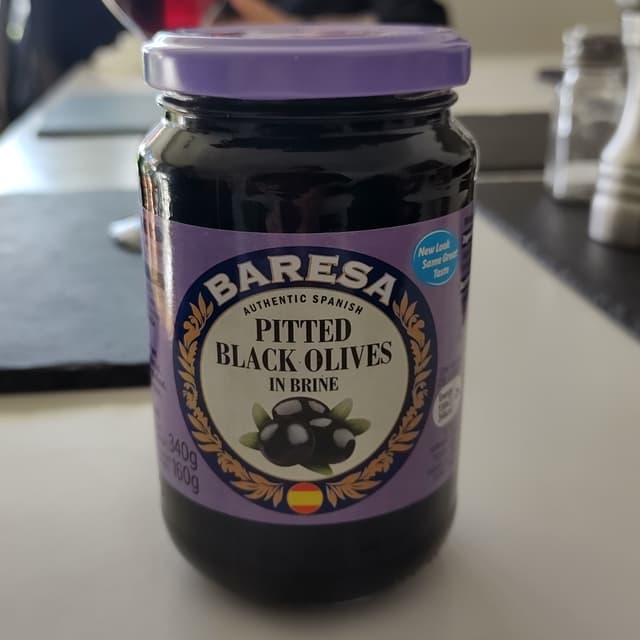 BARESA
AUTHENTIC SPANISH
PITTED
BLACK OLIVES
IN BRINE
New Look
Same Great
Taste
340g
160g